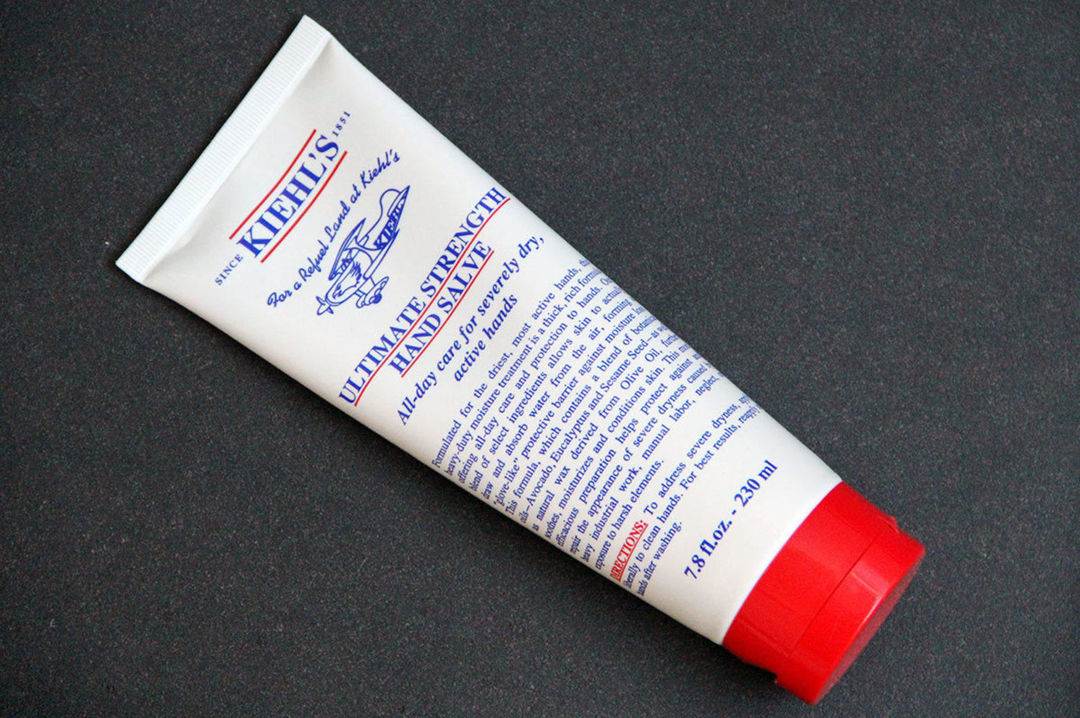 SINCE KIEHL'S 1851
For a Refuel Land at Kiehl's
KIEHL'S
ULTIMATE STRENGTH
HAND SALVE
All-day care for severely dry,
active hands
Formulated for the driest, most active hands,
heavy-duty moisture treatment is a thick, rich
offering all-day care and protection to hands.
blend of select ingredients allows skin to
draw and absorb water from the air, forming
"glove-like" protective barrier against moisture
This formula, which contains a blend of
oils—Avocado, Eucalyptus and Sesame Seed—as
as natural wax derived from Olive Oil,
soothes, moisturizes and conditions skin. This
efficacious preparation helps protect against
repair the appearance of severe dryness caused
heavy industrial work, manual labor, neglect
exposure to harsh elements.
DIRECTIONS: To address severe dryness,
liberally to clean hands. For best results,
hands after washing.
7.8 fl.oz. - 230 ml